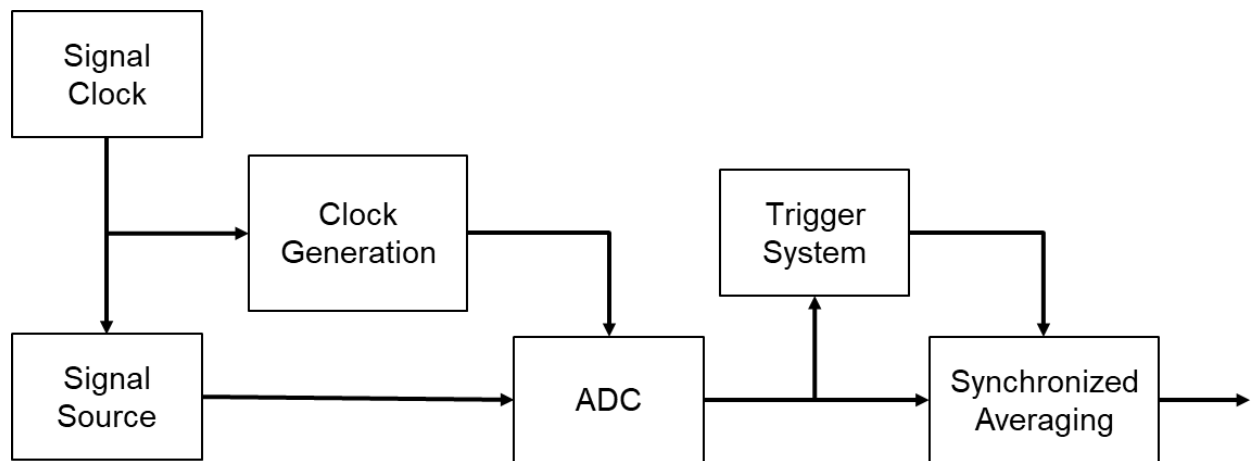 Signal
Clock
Clock
Generation
Trigger
System
Signal
Source
ADC
Synchronized
Averaging